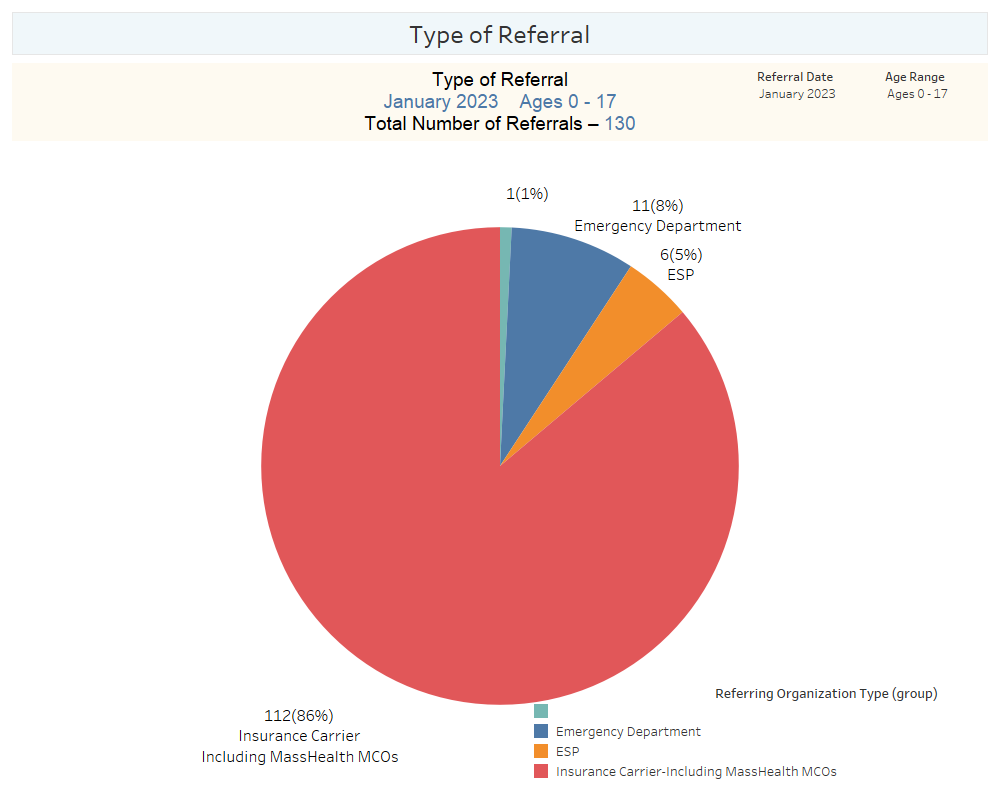 Type of Referral
Type of Referral
January 2023 Ages 0 - 17
Total Number of Referrals – 130
Referral Date
January 2023
Age Range
Ages 0 - 17
1(1%)
11(8%)
Emergency Department
6(5%)
ESP
112(86%)
Insurance Carrier
Including MassHealth MCOs
Referring Organization Type (group)
Emergency Department
ESP
Insurance Carrier-Including MassHealth MCOs